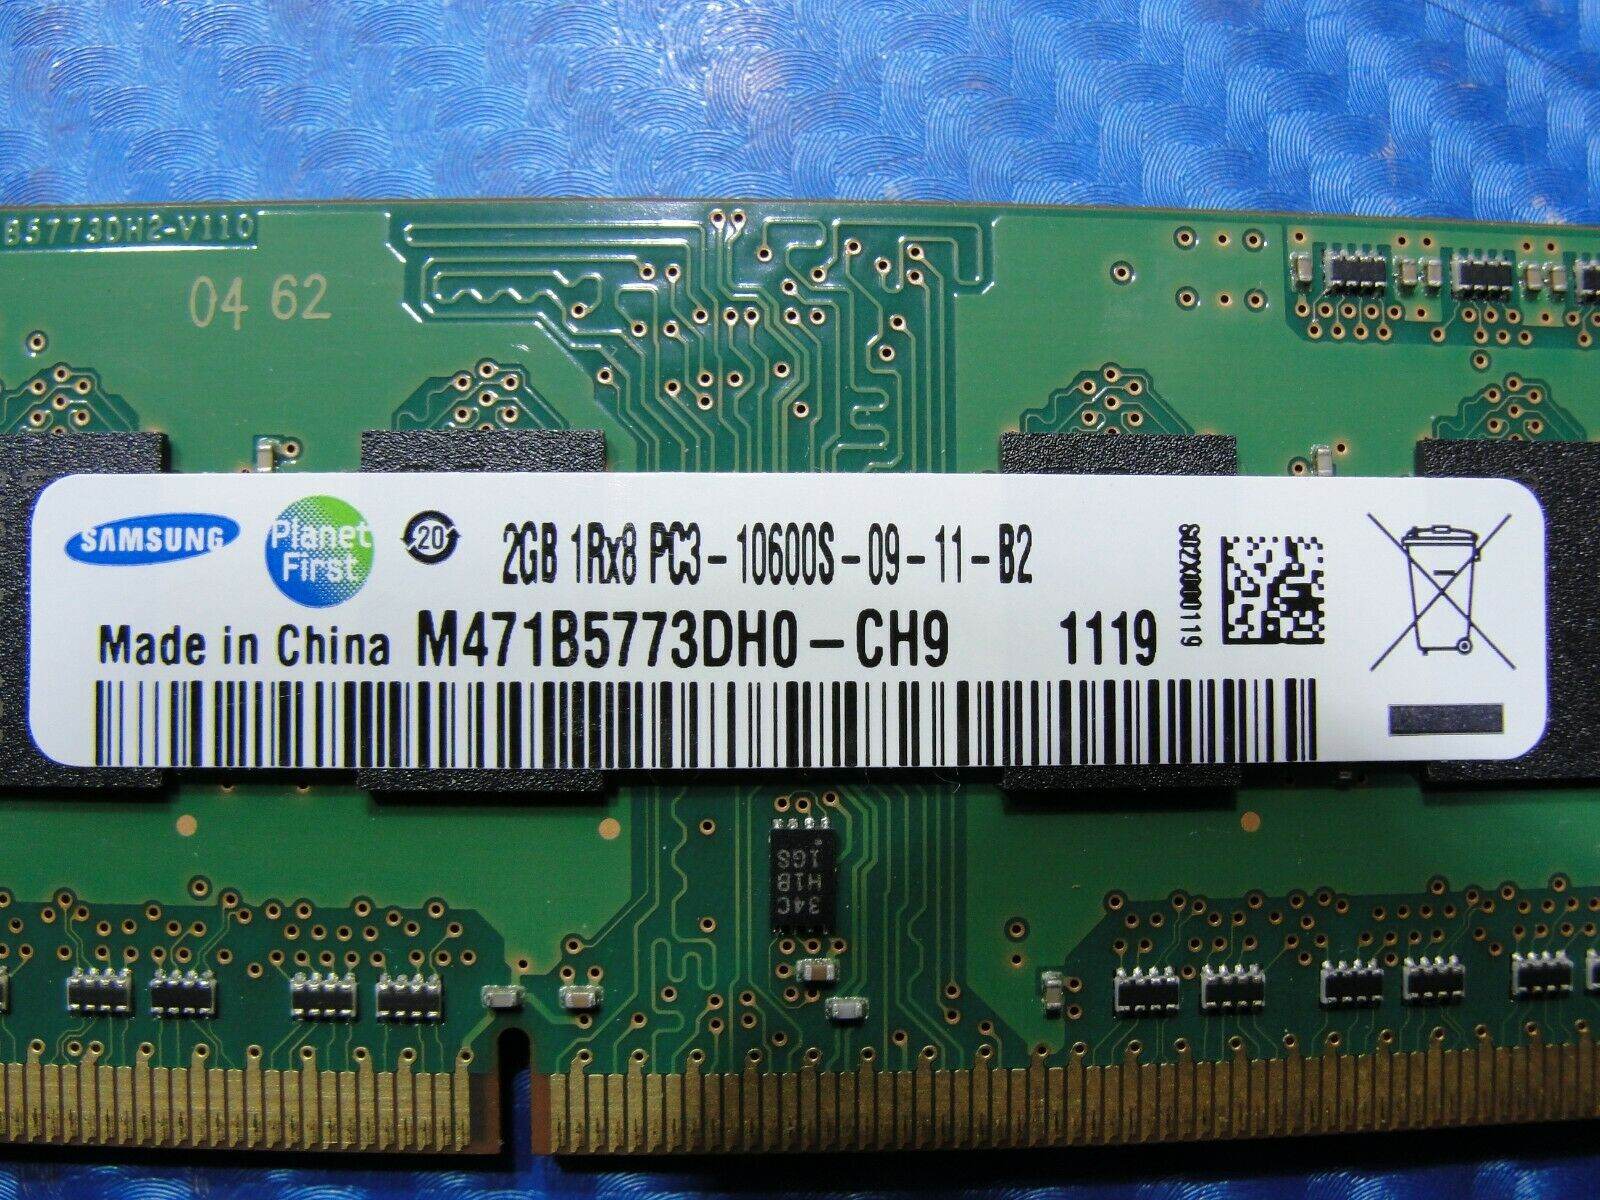 B5773DH2-V110
04 62
SAMSUNG
Planet
First
20
2GB 1Rx8 PC3-10600S-09-11-B2
Made in China M471B5773DH0-CH9 1119
S02X000119
34C
H1B
1GS